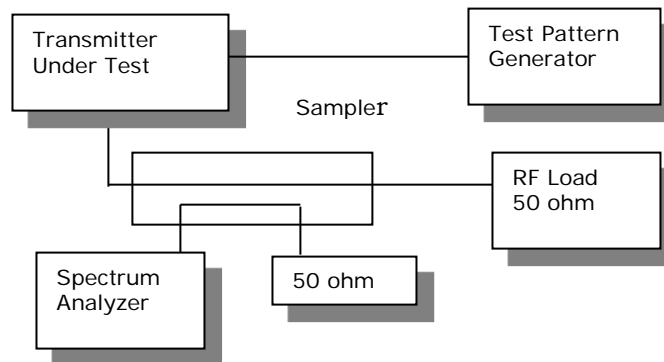 Transmitter
Under Test
Test Pattern
Generator
Sampler
RF Load
50 ohm
Spectrum
Analyzer
50 ohm